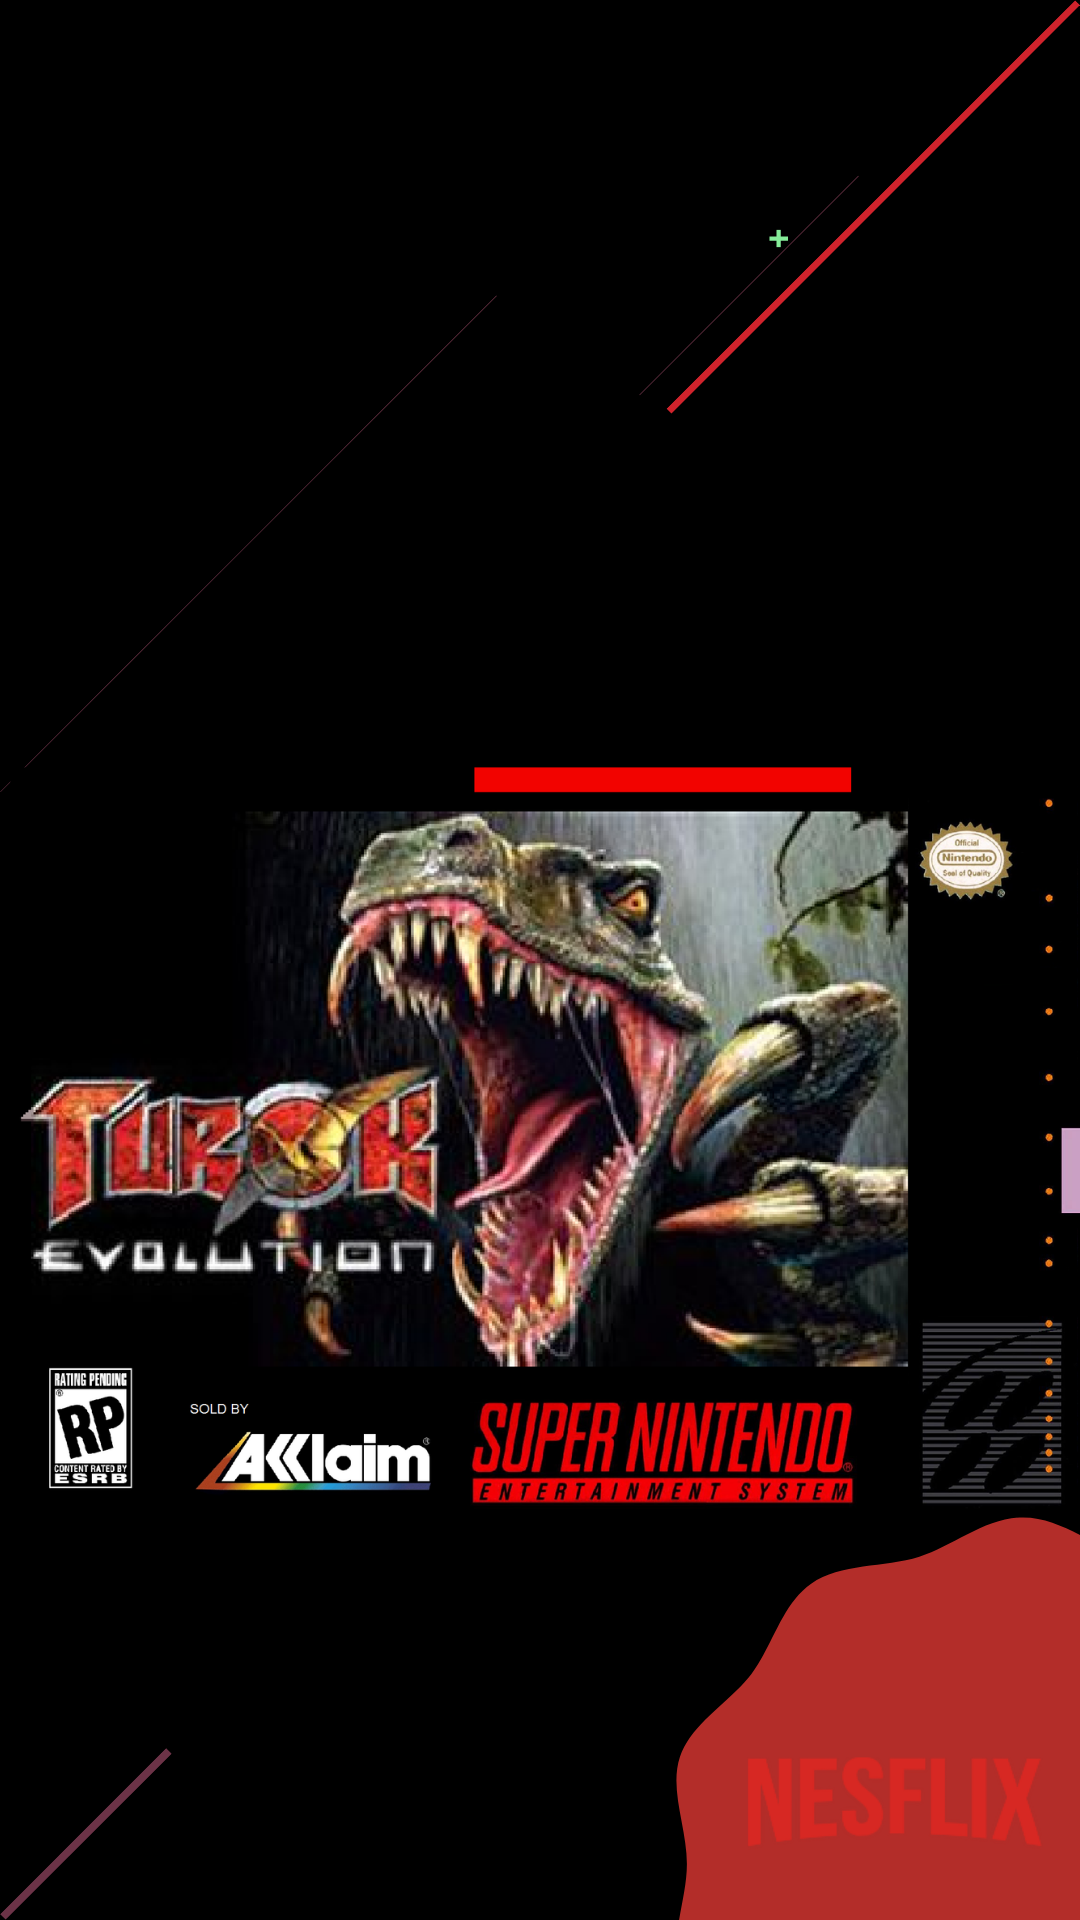 Official
Nintendo
Seal of Quality
®
TUROK
EVOLUTION
RATING PENDING
®
RP
CONTENT RATED BY
ESRB
SOLD BY
AKKlaim®
SUPER NINTENDO®
ENTERTAINMENT SYSTEM
NESFLIX